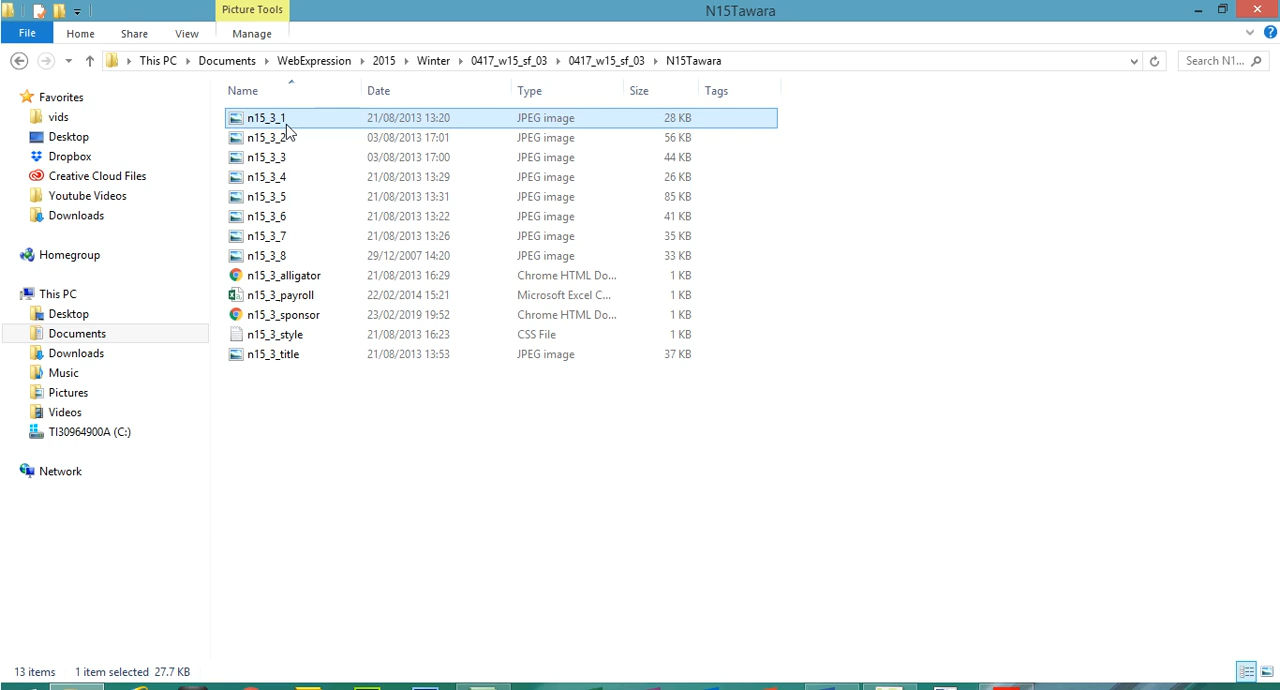 Picture Tools
N15Tawara
File Home Share View Manage
This PC Documents WebExpression 2015 Winter 0417_w15_sf_03 0417_w15_sf_03 N15Tawara Search N1...
Name Date Type Size Tags
Favorites
vids
Desktop
Dropbox
Creative Cloud Files
Youtube Videos
Downloads
Homegroup
This PC
Desktop
Documents
Downloads
Music
Pictures
Videos
TI30964900A (C:)
Network
n15_3_1 21/08/2013 13:20 JPEG image 28 KB
n15_3_2 03/08/2013 17:01 JPEG image 56 KB
n15_3_3 03/08/2013 17:00 JPEG image 44 KB
n15_3_4 21/08/2013 13:29 JPEG image 26 KB
n15_3_5 21/08/2013 13:31 JPEG image 85 KB
n15_3_6 21/08/2013 13:22 JPEG image 41 KB
n15_3_7 21/08/2013 13:26 JPEG image 35 KB
n15_3_8 29/12/2007 14:20 JPEG image 33 KB
n15_3_alligator 21/08/2013 16:29 Chrome HTML Do... 1 KB
n15_3_payroll 22/02/2014 15:21 Microsoft Excel C... 1 KB
n15_3_sponsor 23/02/2019 19:52 Chrome HTML Do... 1 KB
n15_3_style 21/08/2013 16:23 CSS File 1 KB
n15_3_title 21/08/2013 13:53 JPEG image 37 KB
13 items 1 item selected 27.7 KB